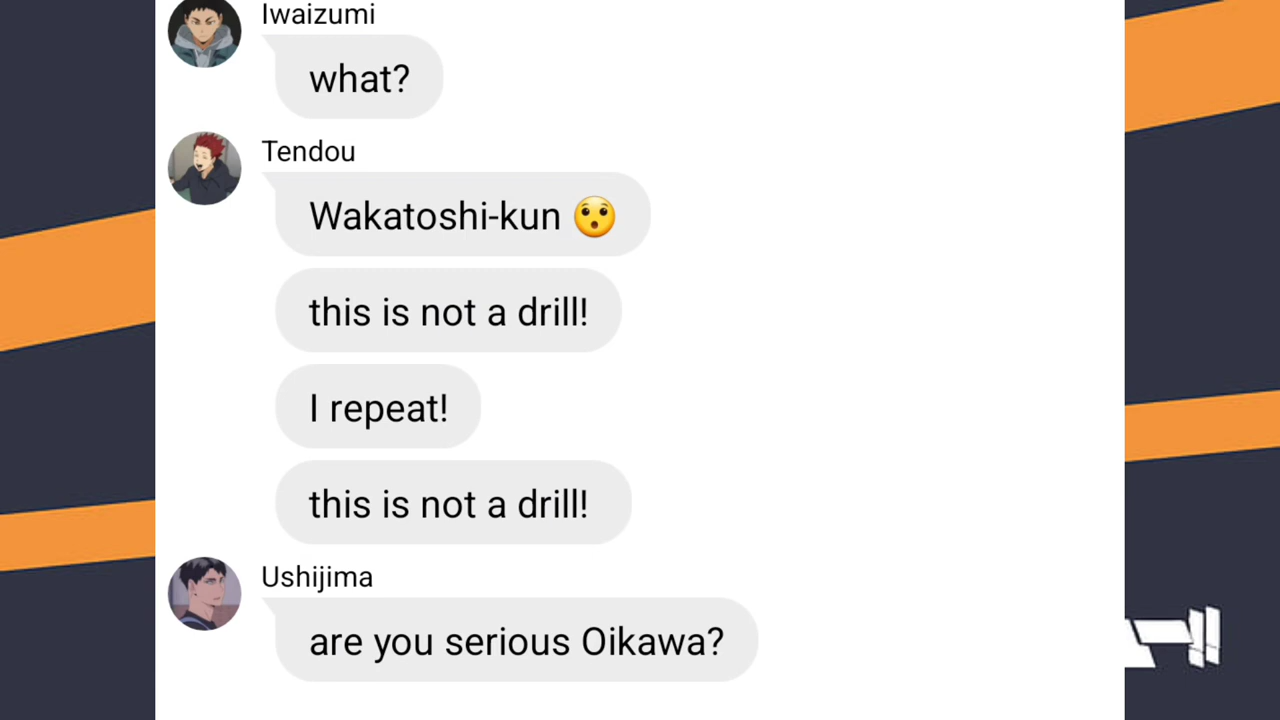 Iwaizumi
what?
Tendou
Wakatoshi-kun 😯
this is not a drill!
I repeat!
this is not a drill!
Ushijima
are you serious Oikawa?